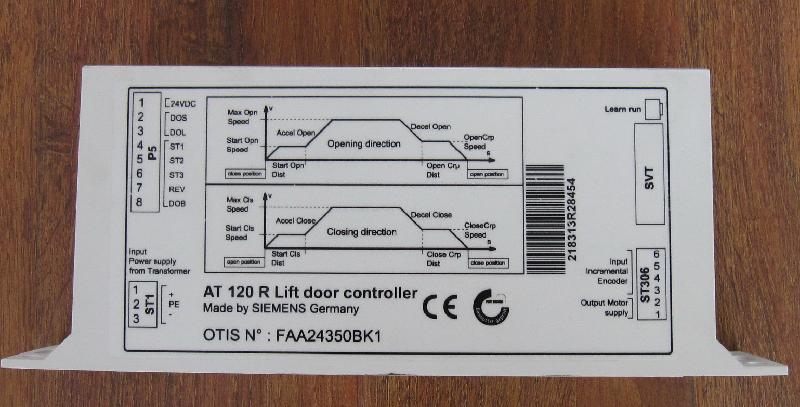 1 24VDC
2 DOS
3 DOL
4 ST1
5 ST2
6 ST3
7 REV
8 DOB
P5
Input
Power supply
from Transformer
1 +
2 PE
3 -
ST1
v
Max Opn
Speed
Accel Open
Decel Open
Start Opn
Speed
OpenCrp
Speed
Opening direction
s
close position
Start Opn
Dist
Open Crp
Dist
open position
v
Max Cls
Speed
Accel Close
Decel Close
Start Cls
Speed
CloseCrp
Speed
Closing direction
s
open position
Start Cls
Dist
Close Crp
Dist
close position
218313R28454
Learn run
SVT
Input
Incremental
Encoder
Output Motor
supply
6
5
4
3
2
1
ST306
AT 120 R Lift door controller
Made by SIEMENS Germany
CE
OTIS N° : FAA24350BK1